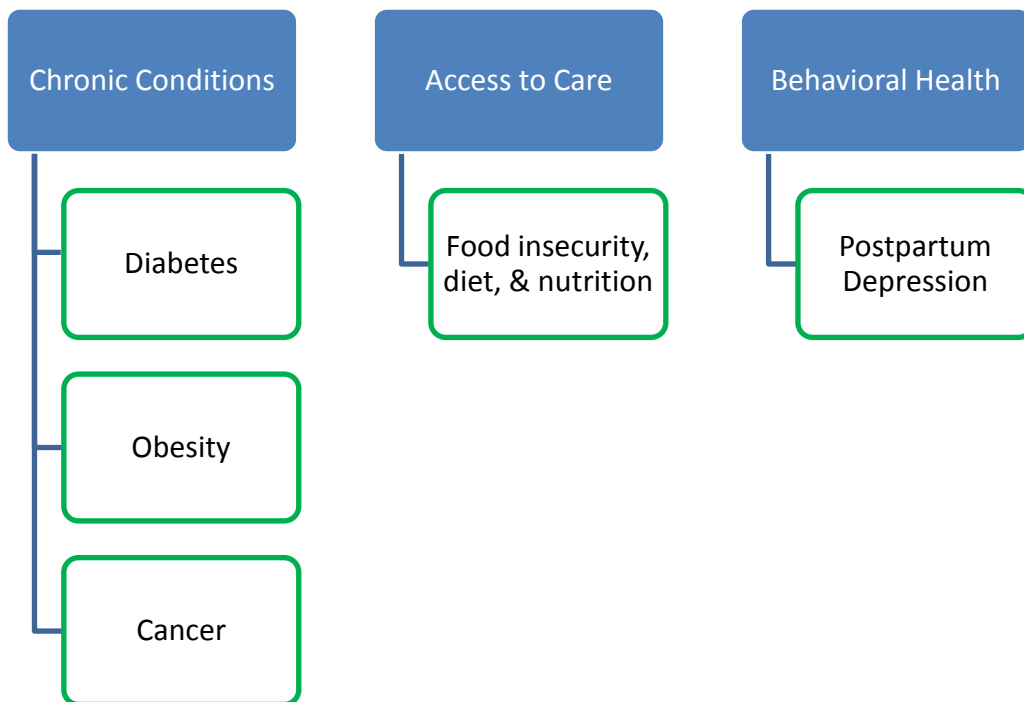 Chronic Conditions
Diabetes
Obesity
Cancer
Access to Care
Food insecurity,
diet, & nutrition
Behavioral Health
Postpartum
Depression